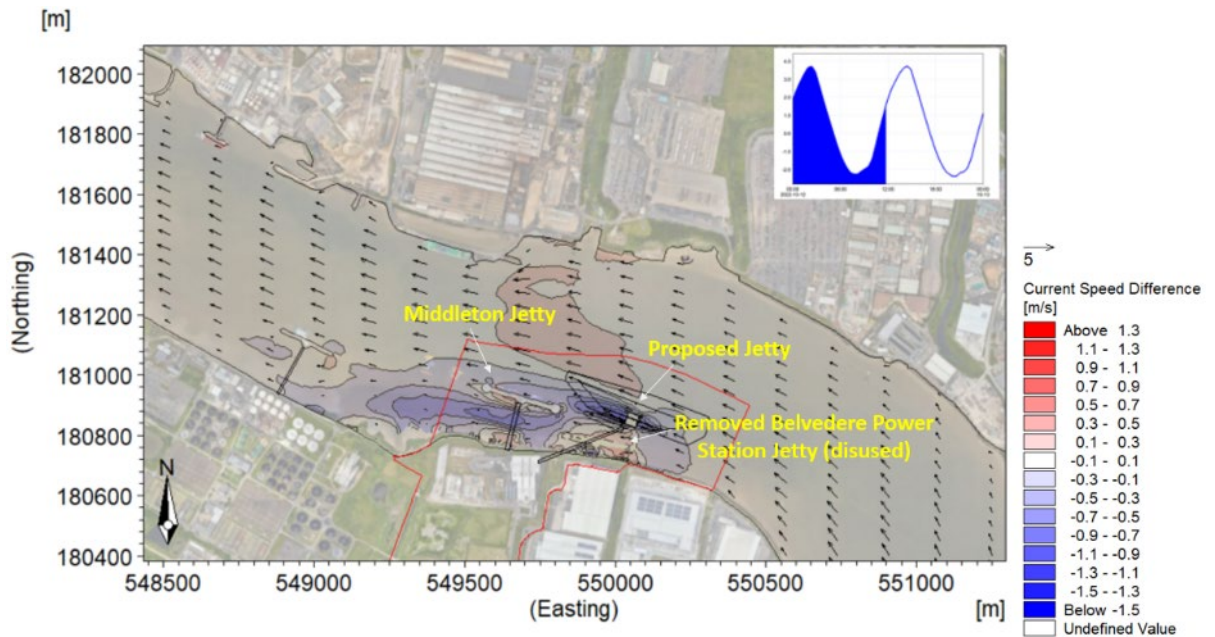 [m]
182000
181800
181600
181400
181200
181000
180800
180600
180400
(Northing)
548500
549000
549500
550000
550500
551000
(Easting)
[m]
N
Middleton Jetty
Proposed Jetty
Removed Belvedere Power
Station Jetty (disused)
5
Current Speed Difference
[m/s]
Above 1.3
1.1 - 1.3
0.9 - 1.1
0.7 - 0.9
0.5 - 0.7
0.3 - 0.5
0.1 - 0.3
-0.1 - 0.1
-0.3 - -0.1
-0.5 - -0.3
-0.7 - -0.5
-0.9 - -0.7
-1.1 - -0.9
-1.3 - -1.1
-1.5 - -1.3
Below -1.5
Undefined Value